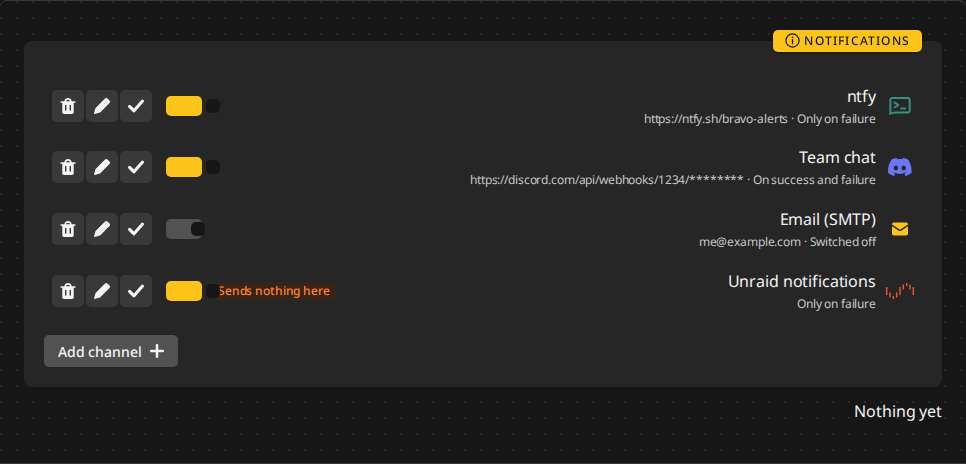 NOTIFICATIONS
ntfy
https://ntfy.sh/bravo-alerts · Only on failure
Team chat
https://discord.com/api/webhooks/1234/******** · On success and failure
Email (SMTP)
me@example.com · Switched off
Unraid notifications
Sends nothing here
Only on failure
Add channel
Nothing yet